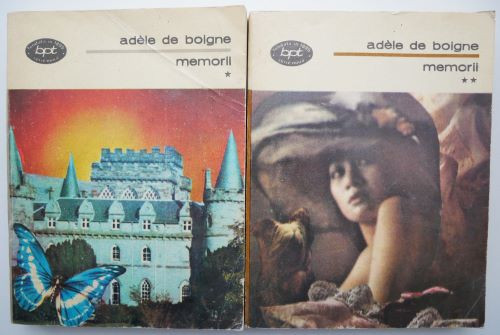 adèle de boigne
memorii
*
bpt
adèle de boigne
memorii
**
bpt